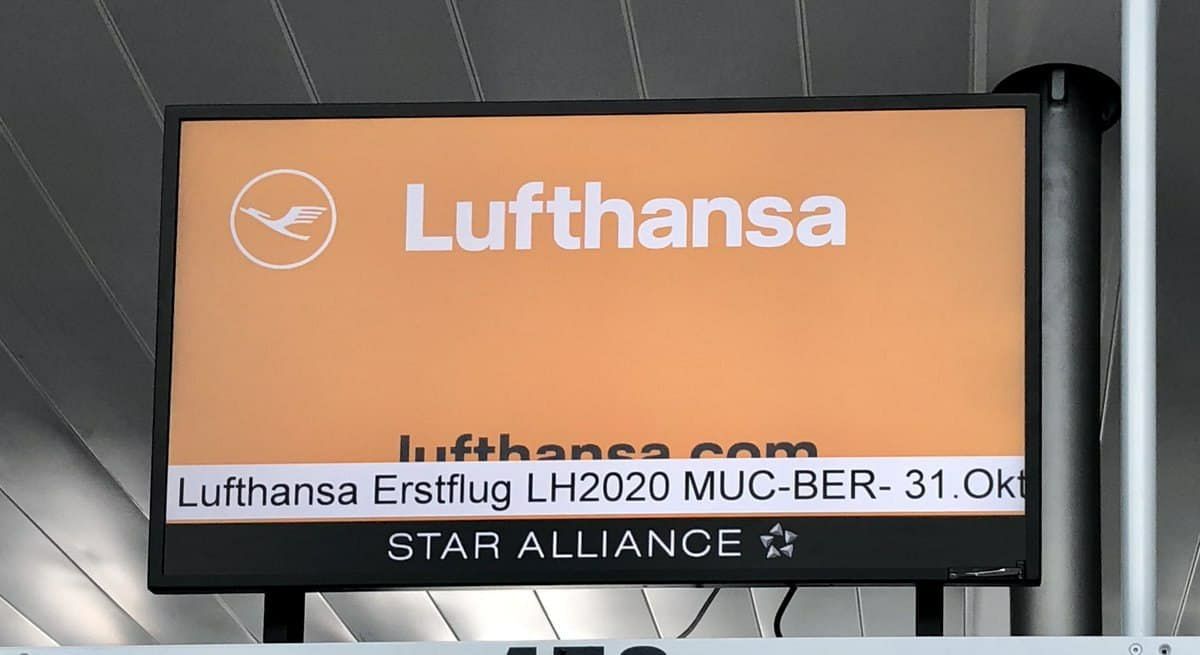 Lufthansa
lufthansa.com
Lufthansa Erstflug LH2020 MUC-BER- 31.Okt
STAR ALLIANCE